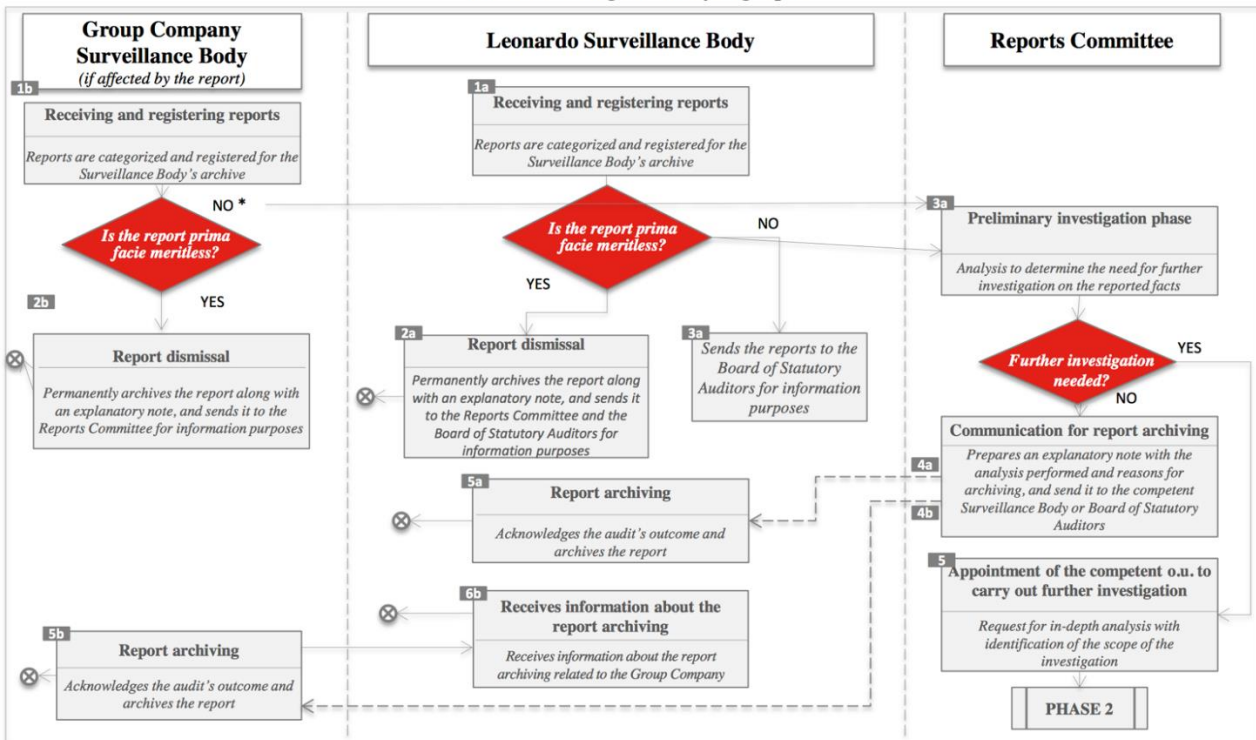 Group Company
Surveillance Body
(if affected by the report)
Leonardo Surveillance Body
Reports Committee
1b
Receiving and registering reports
Reports are categorized and registered for the
Surveillance Body's archive
1a
Receiving and registering reports
Reports are categorized and registered for the
Surveillance Body's archive
NO *
Is the report prima
facie meritless?
YES
Is the report prima
facie meritless?
NO
YES
3a
Preliminary investigation phase
Analysis to determine the need for further
investigation on the reported facts
2b
Report dismissal
Permanently archives the report along with
an explanatory note, and sends it to the
Reports Committee for information purposes
2a
Report dismissal
Permanently archives the report along
with an explanatory note, and sends it
to the Reports Committee and the
Board of Statutory Auditors for
information purposes
3a
Sends the reports to the
Board of Statutory
Auditors for information
purposes
Further investigation
needed?
YES
NO
Communication for report archiving
Prepares an explanatory note with the
analysis performed and reasons for
archiving, and send it to the competent
Surveillance Body or Board of Statutory
Auditors
4a
4b
5a
Report archiving
Acknowledges the audit's outcome and
archives the report
5
Appointment of the competent o.u. to
carry out further investigation
Request for in-depth analysis with
identification of the scope of the
investigation
6b
Receives information about the
report archiving
Receives information about the report
archiving related to the Group Company
5b
Report archiving
Acknowledges the audit's outcome and
archives the report
PHASE 2